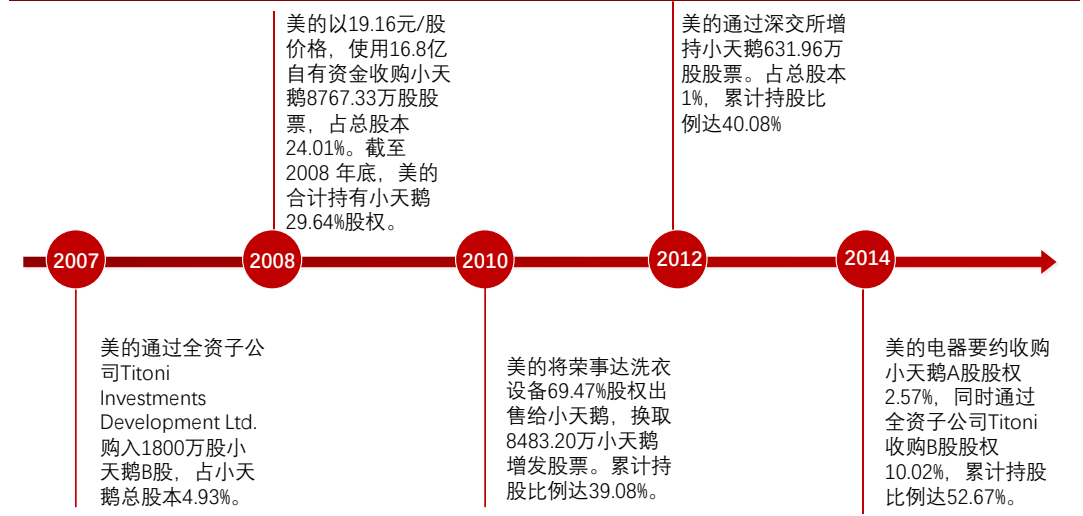 美的以19.16元/股
价格，使用16.8亿
自有资金收购小天
鹅8767.33万股股
票，占总股本
24.01%。截至
2008 年底，美的
合计持有小天鹅
29.64%股权。
美的通过深交所增
持小天鹅631.96万
股股票。占总股本
1%，累计持股比
例达40.08%
2007
2008
2010
2012
2014
美的通过全资子公
司Titoni
Investments
Development Ltd.
购入1800万股小
天鹅B股，占小天
鹅总股本4.93%。
美的将荣事达洗衣
设备69.47%股权出
售给小天鹅，换取
8483.20万小天鹅
增发股票。累计持
股比例达39.08%。
美的电器要约收购
小天鹅A股股权
2.57%，同时通过
全资子公司Titoni
收购B股股权
10.02%，累计持股
比例达52.67%。